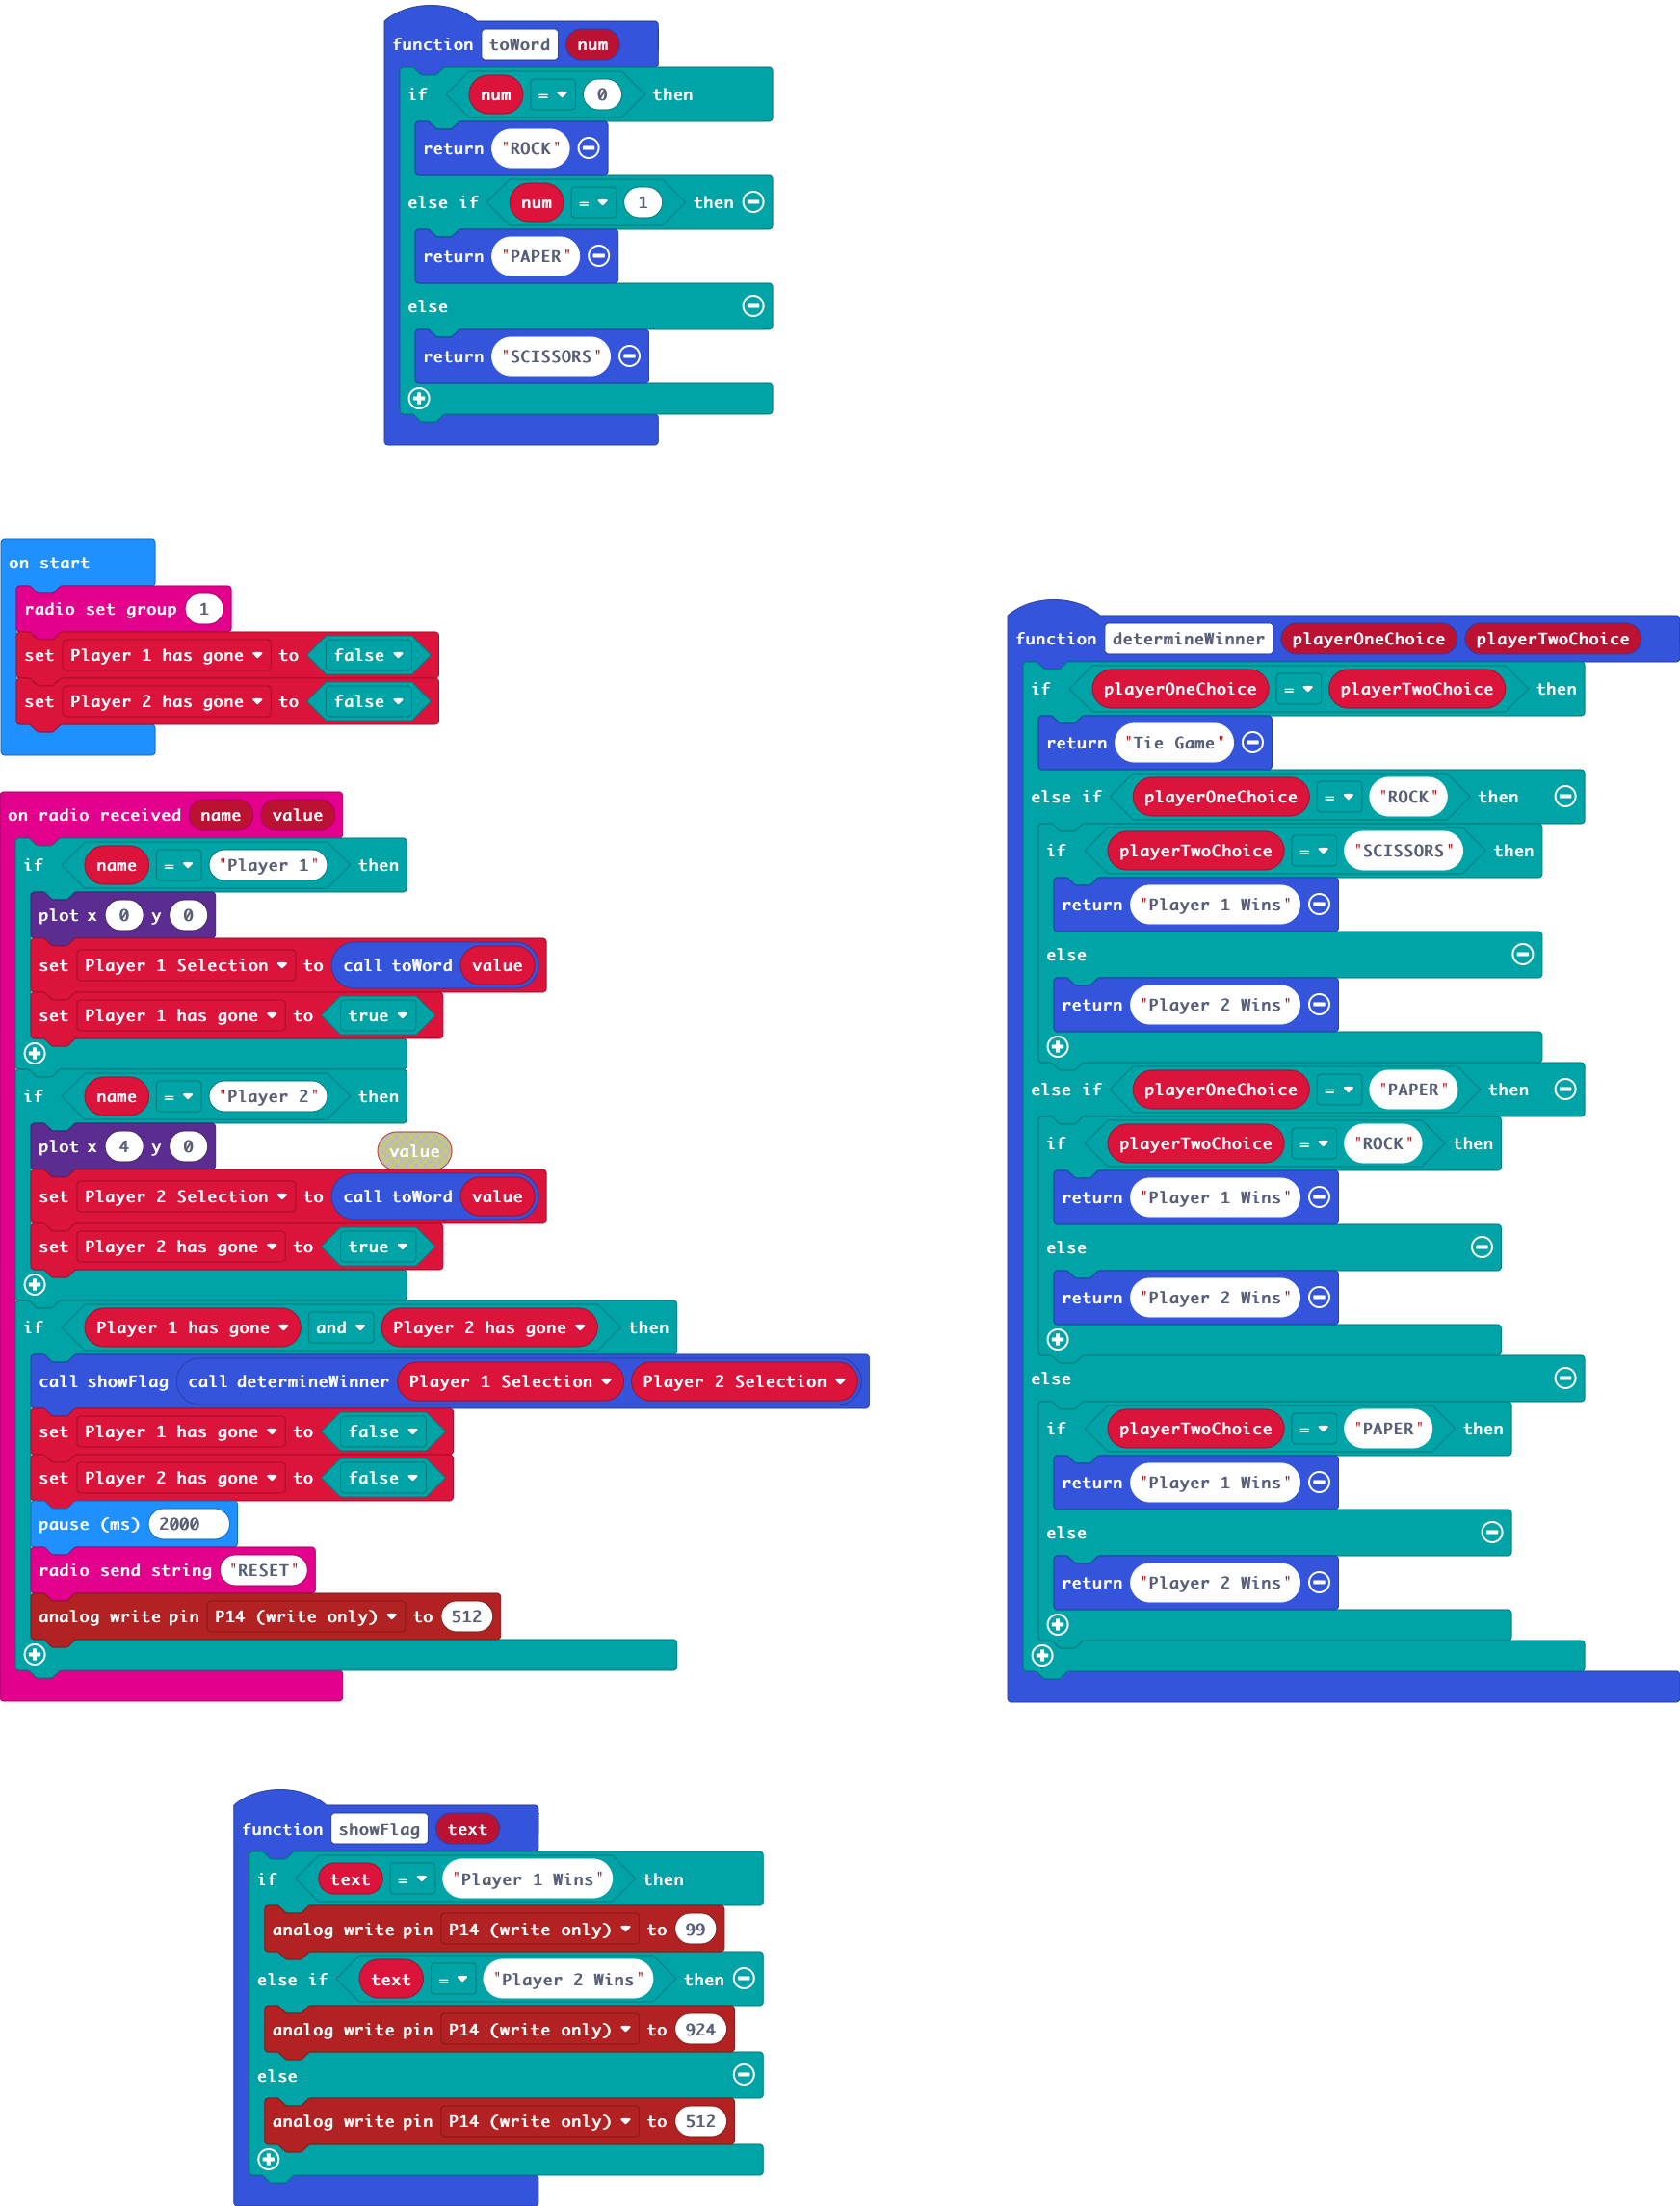 function toWord num
if num = 0 then
return "ROCK"
else if num = 1 then
return "PAPER"
else
return "SCISSORS"
on start
radio set group 1
set Player 1 has gone to false
set Player 2 has gone to false
on radio received name value
if name = "Player 1" then
plot x 0 y 0
set Player 1 Selection to call toWord value
set Player 1 has gone to true
if name = "Player 2" then
plot x 4 y 0
value
set Player 2 Selection to call toWord value
set Player 2 has gone to true
if Player 1 has gone and Player 2 has gone then
call showFlag call determineWinner Player 1 Selection Player 2 Selection
set Player 1 has gone to false
set Player 2 has gone to false
pause (ms) 2000
radio send string "RESET"
analog write pin P14 (write only) to 512
function determineWinner playerOneChoice playerTwoChoice
if playerOneChoice = playerTwoChoice then
return "Tie Game"
else if playerOneChoice = "ROCK" then
if playerTwoChoice = "SCISSORS" then
return "Player 1 Wins"
else
return "Player 2 Wins"
else if playerOneChoice = "PAPER" then
if playerTwoChoice = "ROCK" then
return "Player 1 Wins"
else
return "Player 2 Wins"
else
if playerTwoChoice = "PAPER" then
return "Player 1 Wins"
else
return "Player 2 Wins"
function showFlag text
if text = "Player 1 Wins" then
analog write pin P14 (write only) to 99
else if text = "Player 2 Wins" then
analog write pin P14 (write only) to 924
else
analog write pin P14 (write only) to 512